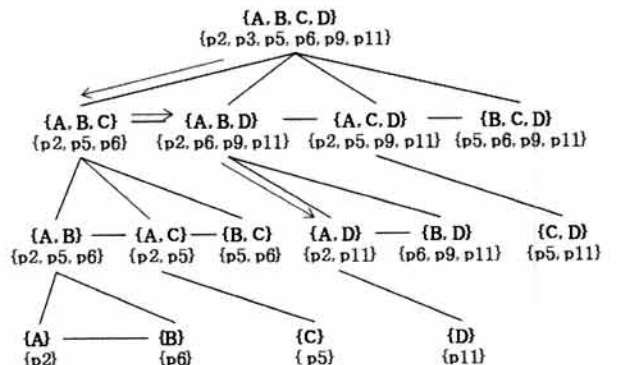 {A, B, C, D}
{p2, p3, p5, p6, p9, p11}
{A, B, C} {A, B, D} {A, C, D} {B, C, D}
{p2, p5, p6} {p2, p6, p9, p11} {p2, p5, p9, p11} {p5, p6, p9, p11}
{A, B} {A, C} {B, C} {A, D} {B, D} {C, D}
{p2, p5, p6} {p2, p5} {p5, p6} {p2, p11} {p6, p9, p11} {p5, p11}
{A} {B} {C} {D}
{p2} {p6} { p5} {p11}